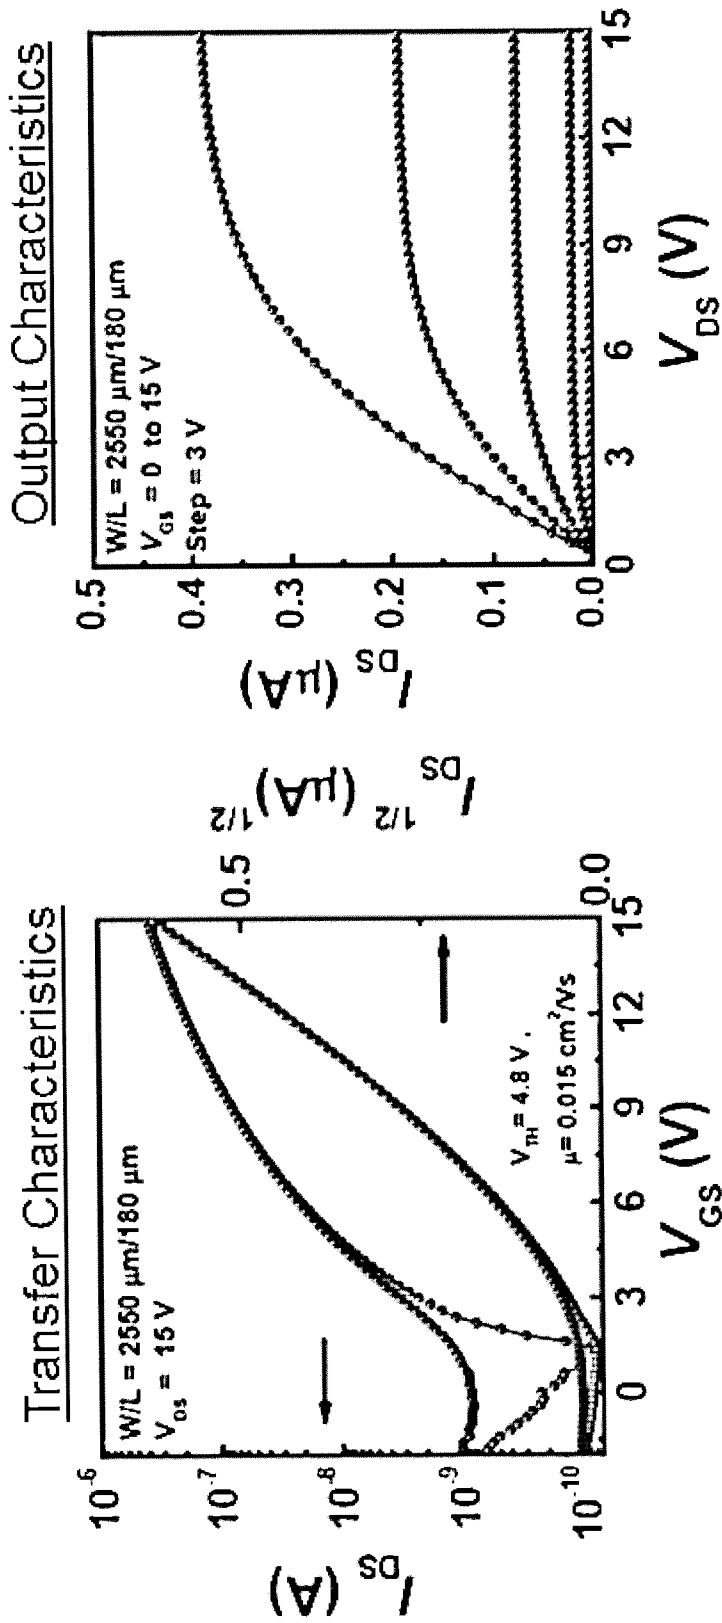 Transfer Characteristics
W/L = 2550 µm/180 µm
V_DS = 15 V
10^-6
10^-7
10^-8
10^-9
10^-10
I_DS (A)
0.5
0.0
I_DS^1/2 (µA)^1/2
V_TH = 4.8 V .
µ= 0.015 cm²/Vs
0 3 6 9 12 15
V_GS (V)
Output Characteristics
W/L = 2550 µm/180 µm
V_GS = 0 to 15 V
Step = 3 V
0.5
0.4
0.3
0.2
0.1
0.0
I_DS (µA)
0 3 6 9 12 15
V_DS (V)